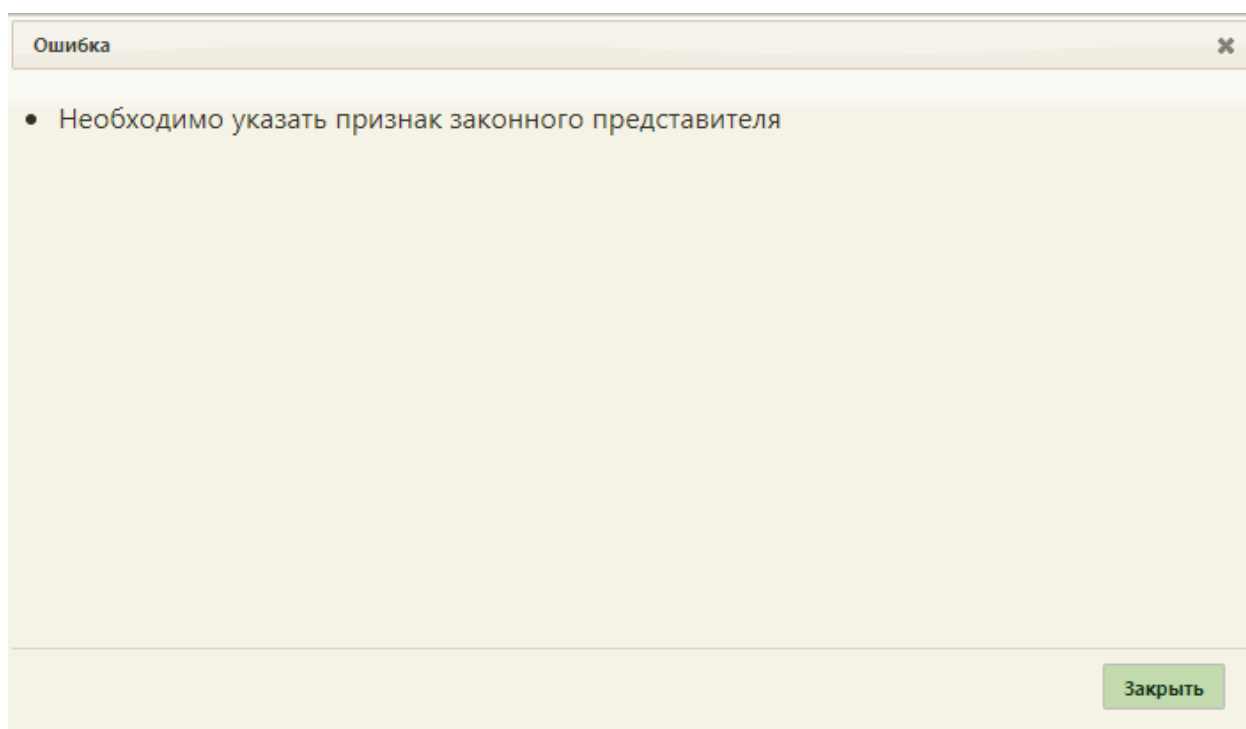 Ошибка
Необходимо указать признак законного представителя
Закрыть